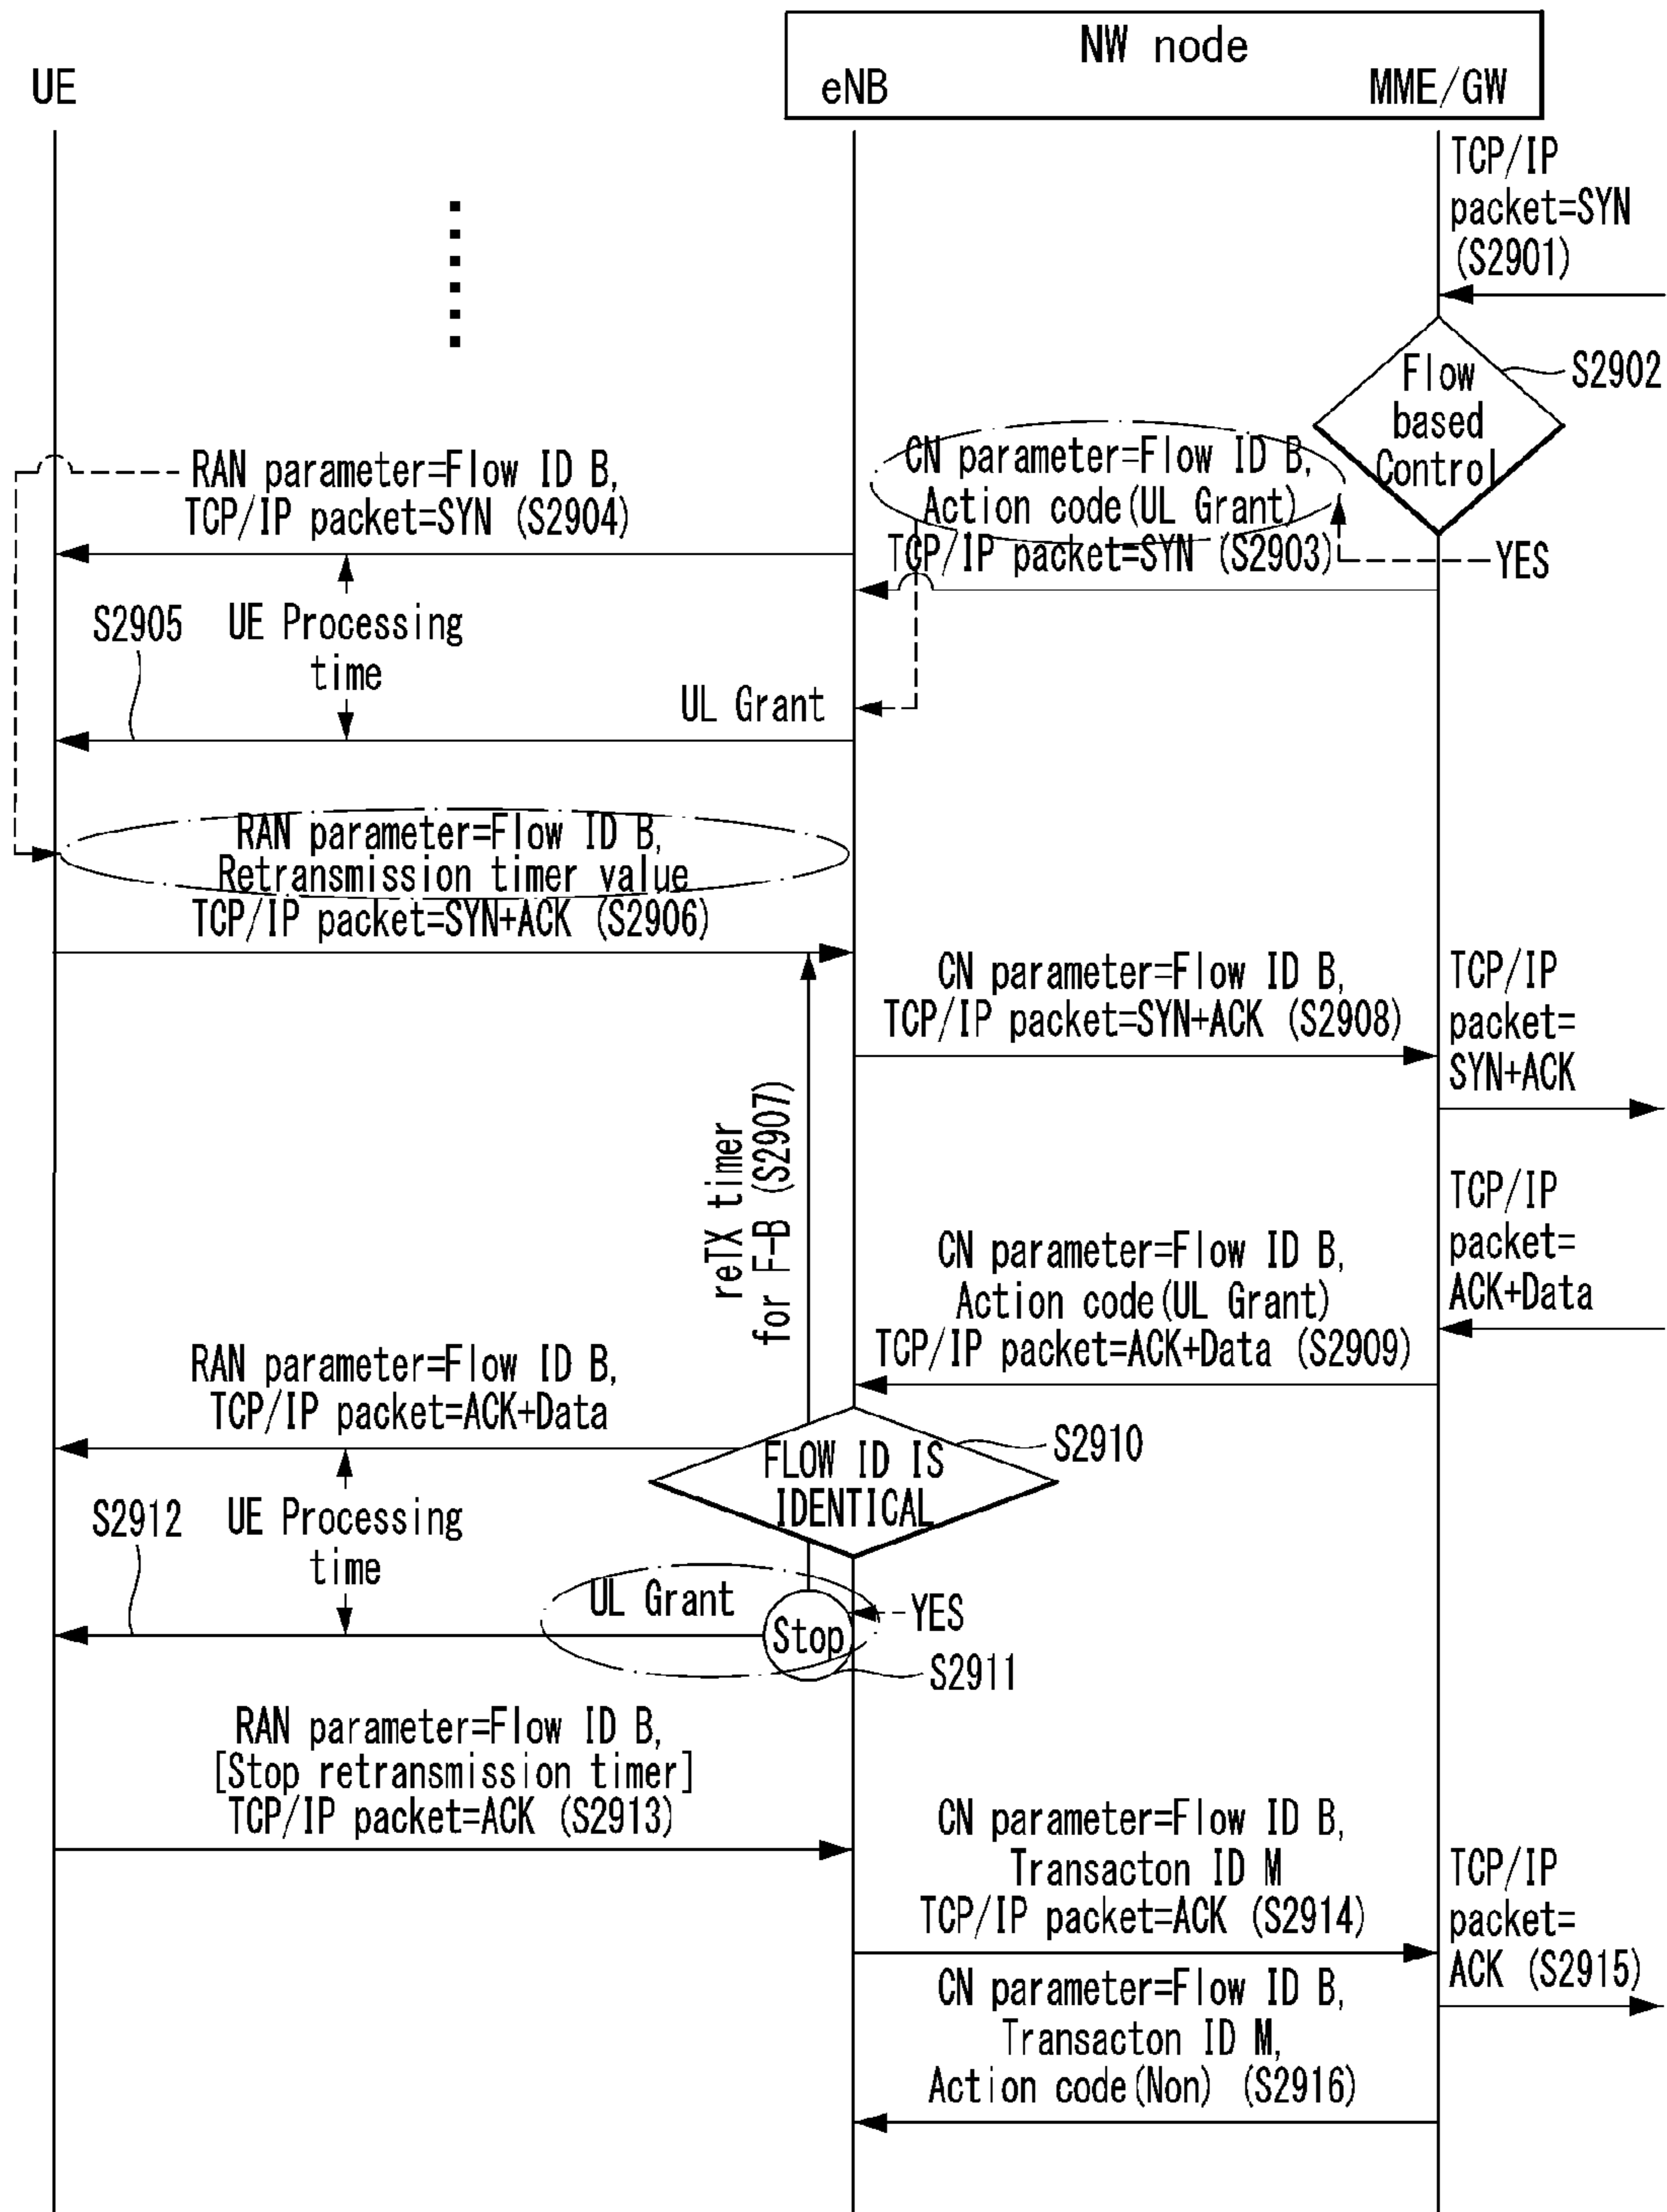 NW node
UE
eNB
MME/GW
TCP/IP
packet=SYN
(S2901)
Flow
based
Control
S2902
CN parameter=Flow ID B,
Action code(UL Grant)
TCP/IP packet=SYN (S2903)
YES
RAN parameter=Flow ID B,
TCP/IP packet=SYN (S2904)
S2905
UE Processing
time
UL Grant
RAN parameter=Flow ID B,
Retransmission timer value
TCP/IP packet=SYN+ACK (S2906)
reTX timer
for F-B (S2907)
CN parameter=Flow ID B,
TCP/IP packet=SYN+ACK (S2908)
TCP/IP
packet=
SYN+ACK
TCP/IP
packet=
ACK+Data
CN parameter=Flow ID B,
Action code(UL Grant)
TCP/IP packet=ACK+Data (S2909)
RAN parameter=Flow ID B,
TCP/IP packet=ACK+Data
FLOW ID IS
IDENTICAL
S2910
S2912
UE Processing
time
UL Grant
Stop
YES
S2911
RAN parameter=Flow ID B,
[Stop retransmission timer]
TCP/IP packet=ACK (S2913)
CN parameter=Flow ID B,
Transacton ID M
TCP/IP packet=ACK (S2914)
TCP/IP
packet=
ACK (S2915)
CN parameter=Flow ID B,
Transacton ID M,
Action code(Non) (S2916)